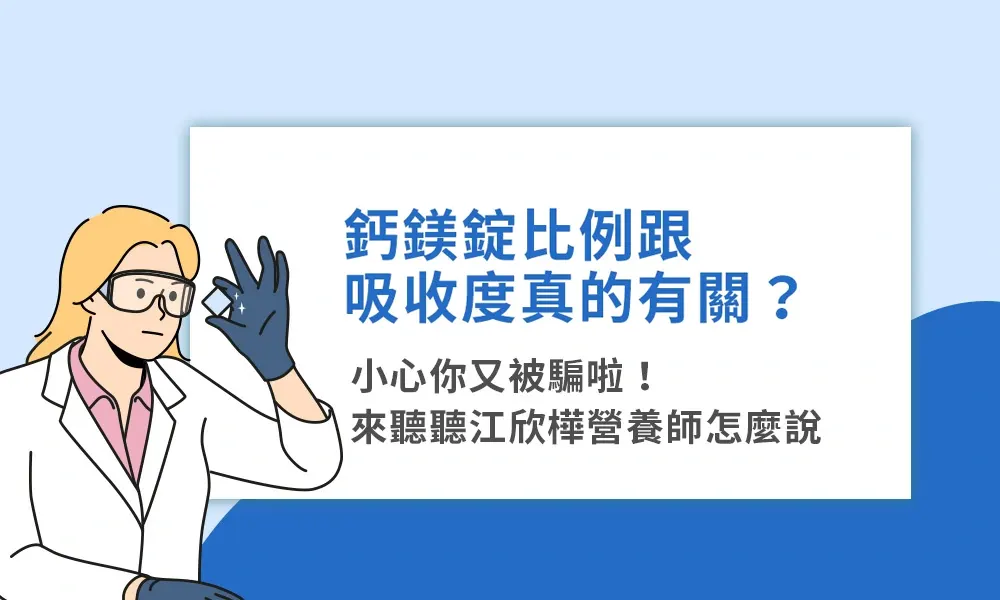 鈣鎂錠比例跟
吸收度真的有關？
小心你又被騙啦！
來聽聽江欣樺營養師怎麼說